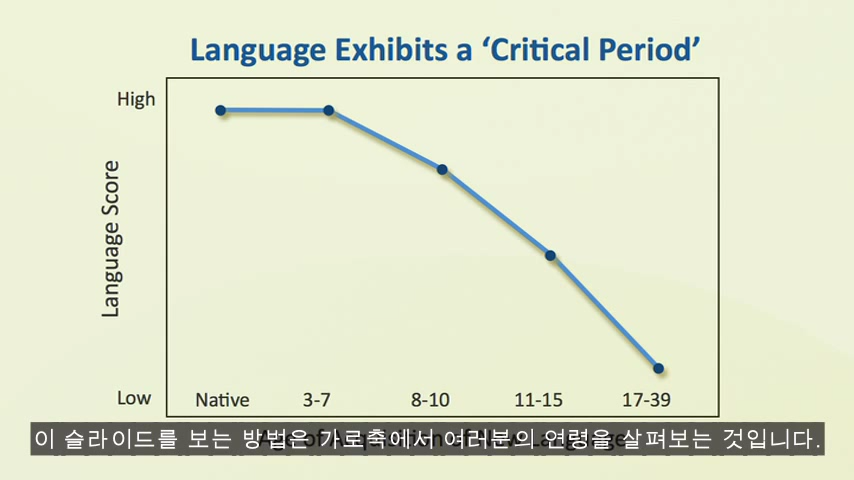 Language Exhibits a ‘Critical Period’
High
Language Score
Low
Native 3-7 8-10 11-15 17-39
이 슬라이드를 보는 방법은 가로축에서 여러분의 연령을 살펴보는 것입니다.